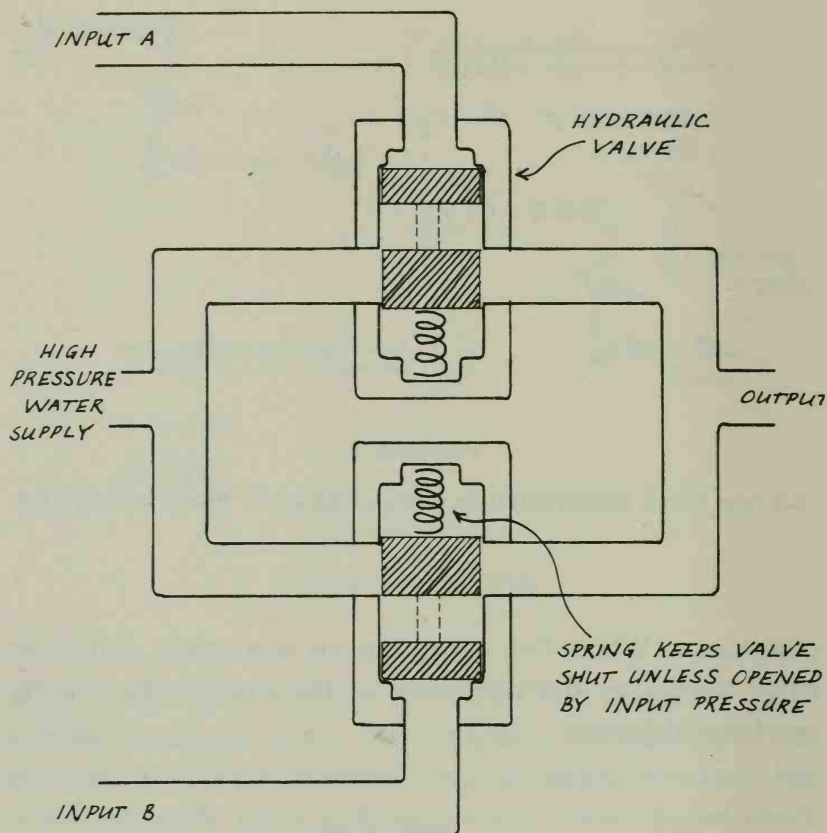 INPUT A
HYDRAULIC
VALVE
HIGH
PRESSURE
WATER
SUPPLY
OUTPUT
SPRING KEEPS VALVE
SHUT UNLESS OPENED
BY INPUT PRESSURE
INPUT B